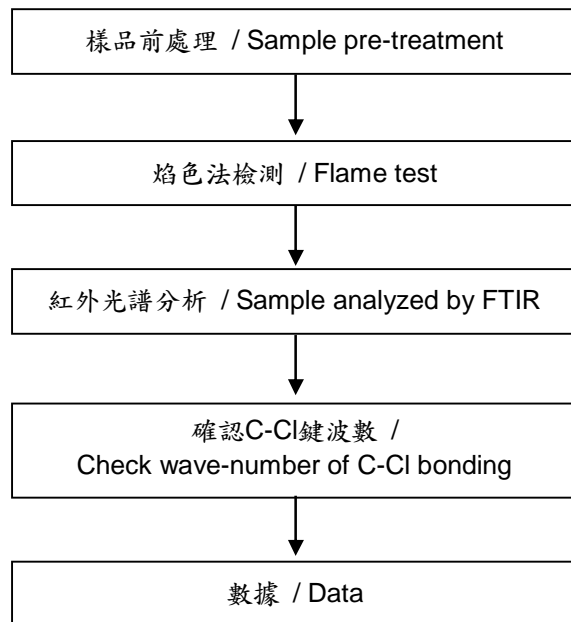 樣品前處理 / Sample pre-treatment
焰色法檢測 / Flame test
紅外光譜分析 / Sample analyzed by FTIR
確認C-Cl鍵波數 /
Check wave-number of C-Cl bonding
數據 / Data